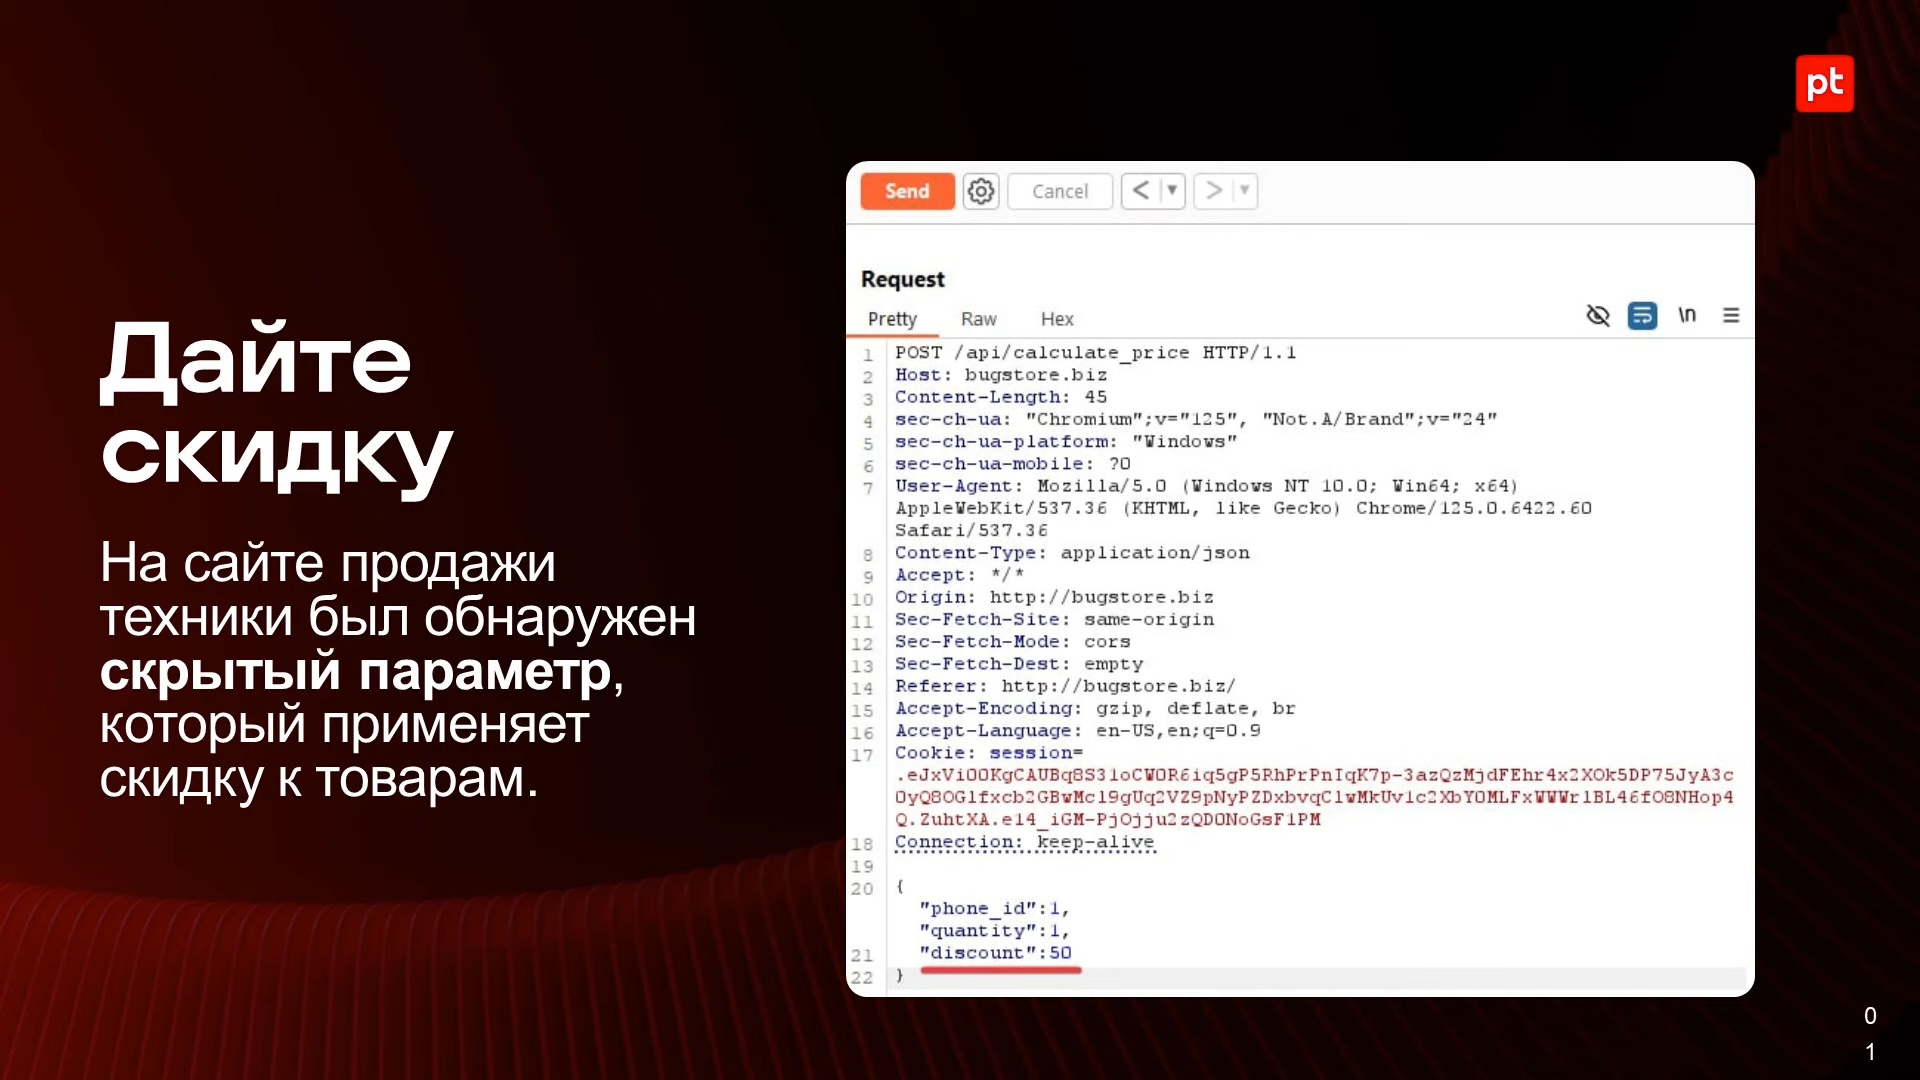 pt
Дайте
скидку
На сайте продажи
техники был обнаружен
скрытый параметр,
который применяет
скидку к товарам.
Send
Cancel
Request
Pretty Raw Hex
\n
1 POST /api/calculate_price HTTP/1.1
2 Host: bugstore.biz
3 Content-Length: 45
4 sec-ch-ua: "Chromium";v="125", "Not.A/Brand";v="24"
5 sec-ch-ua-platform: "Windows"
6 sec-ch-ua-mobile: ?0
7 User-Agent: Mozilla/5.0 (Windows NT 10.0; Win64; x64)
AppleWebKit/537.36 (KHTML, like Gecko) Chrome/125.0.6422.60
Safari/537.36
8 Content-Type: application/json
9 Accept: */*
10 Origin: http://bugstore.biz
11 Sec-Fetch-Site: same-origin
12 Sec-Fetch-Mode: cors
13 Sec-Fetch-Dest: empty
14 Referer: http://bugstore.biz/
15 Accept-Encoding: gzip, deflate, br
16 Accept-Language: en-US,en;q=0.9
17 Cookie: session=
18 Connection: keep-alive
19
20 {
"phone_id":1,
"quantity":1,
21 "discount":50
22 }
0
1